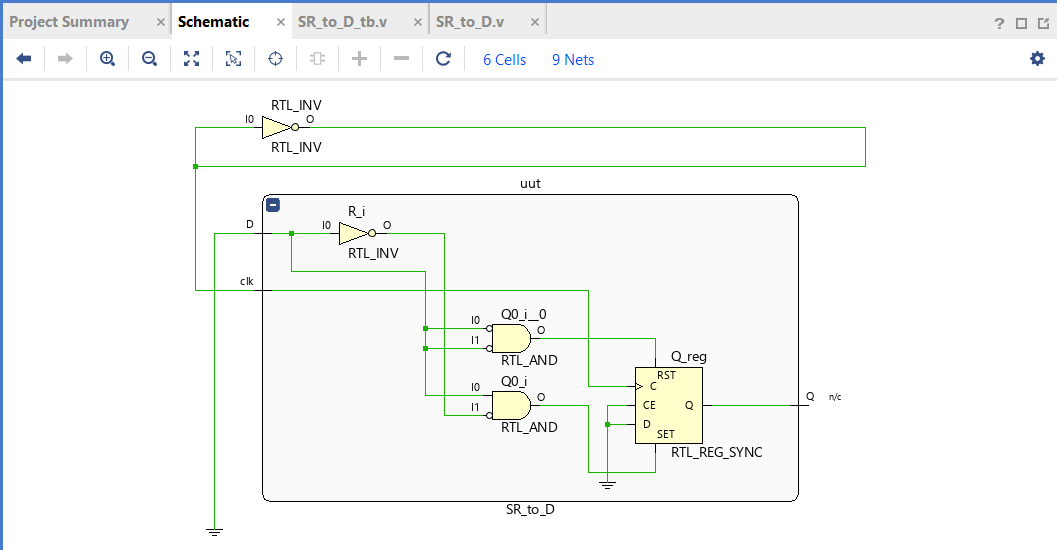 Project Summary × Schematic × SR_to_D_tb.v × SR_to_D.v ×
?
6 Cells 9 Nets
RTL_INV
I0 O
RTL_INV
uut
R_i
D I0 O
RTL_INV
clk
Q0_i__0
I0 O
I1
RTL_AND
Q_reg
RST
Q0_i
C
I0 O
CE Q Q n/c
I1
D
RTL_AND
SET
RTL_REG_SYNC
SR_to_D